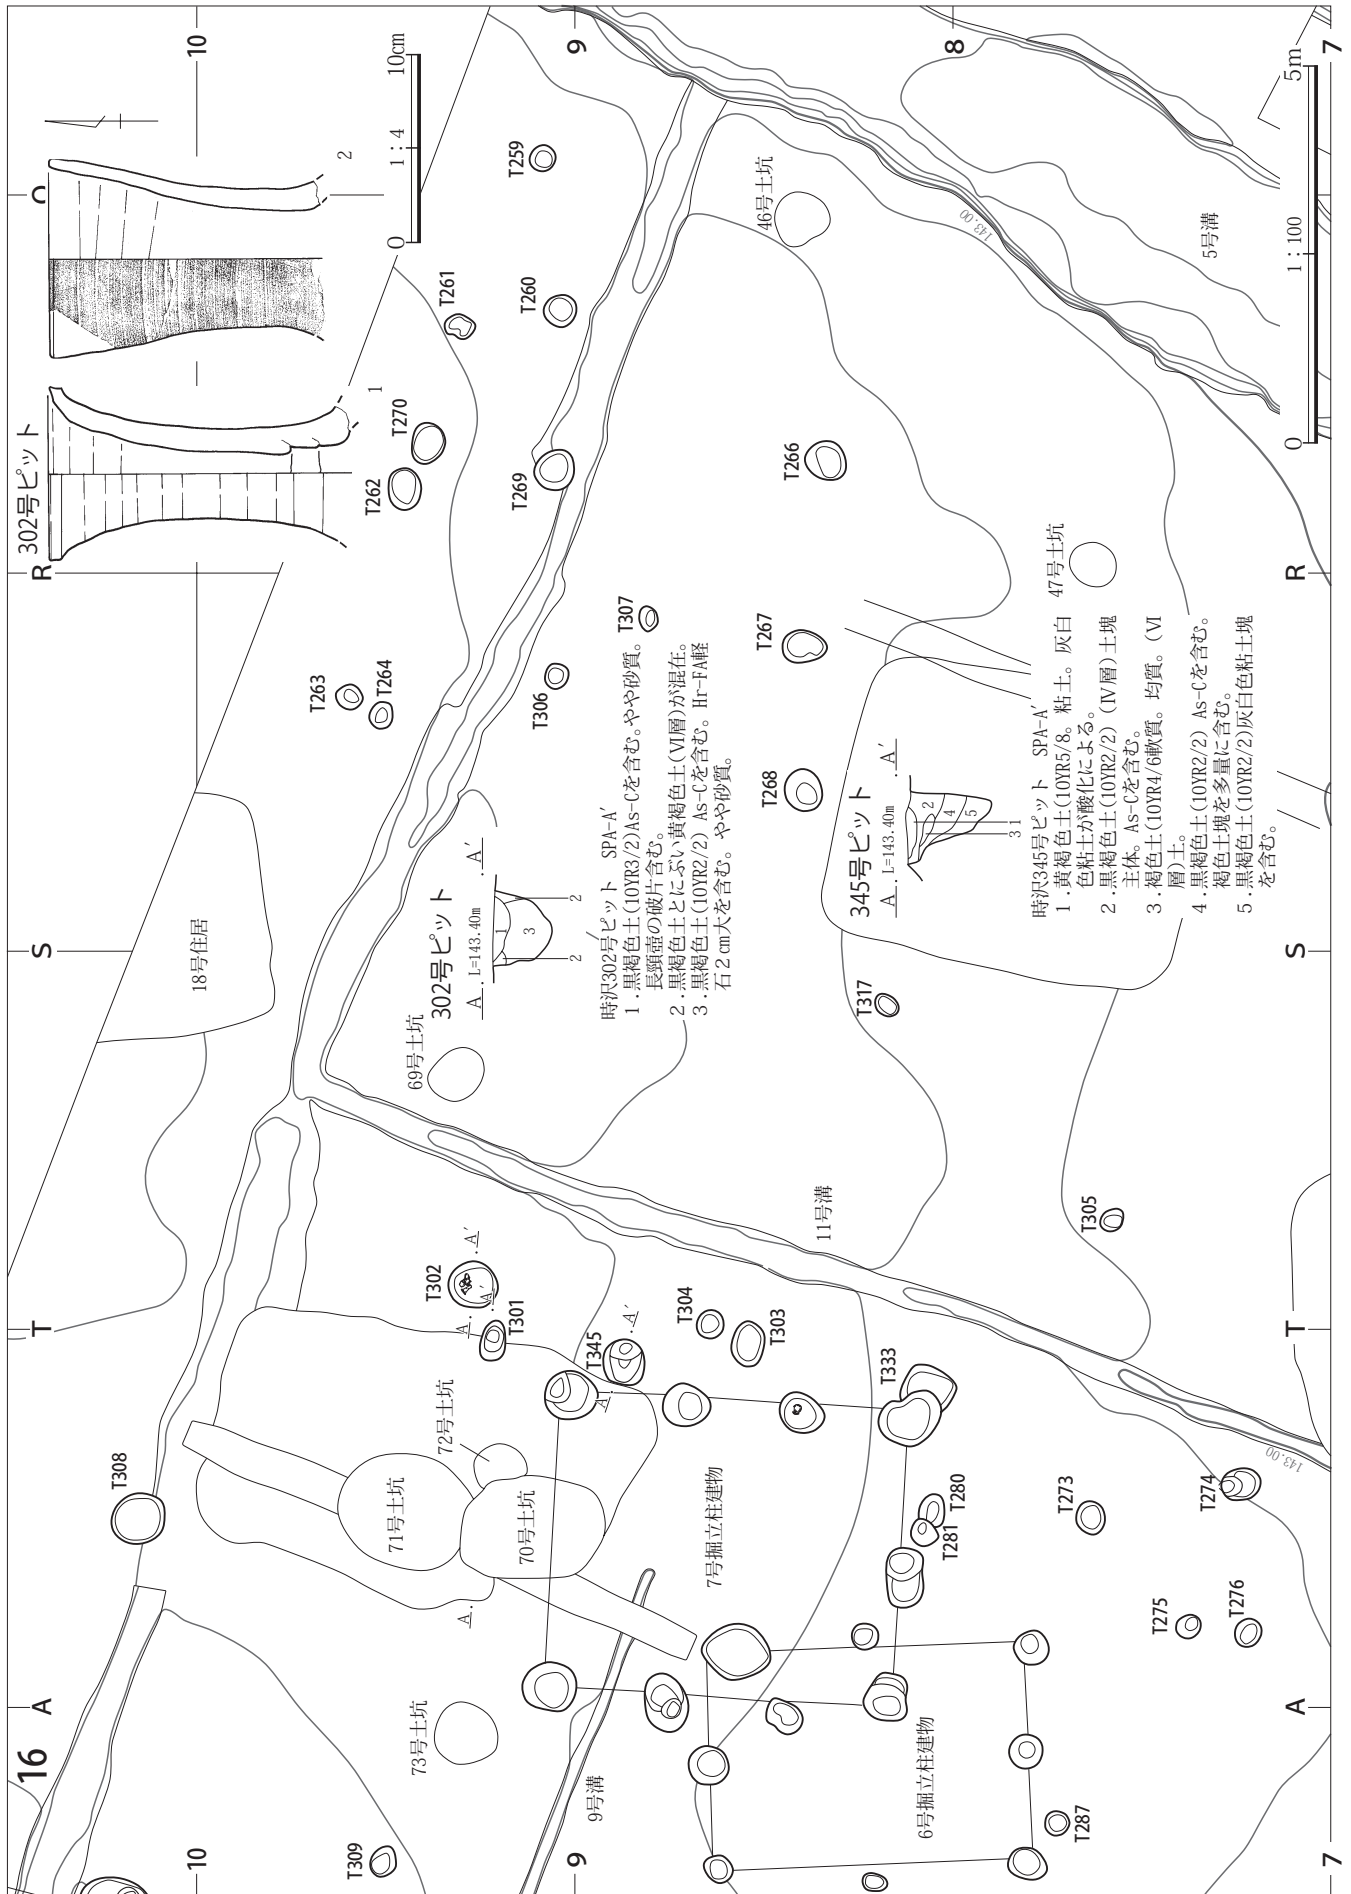 16
A
T
S
R
Q
10
9
8
7
A
T
S
R
10
9
7
302号ピット
1
2
0
1：4
10cm
0
1：100
5m
T259
T260
T261
T262
T270
T269
T263
T264
T306
T307
T266
T267
T268
T317
T305
T302
T301
T345
T304
T303
T333
T280
T281
T273
T274
T275
T276
T287
T308
T309
46号土坑
47号土坑
5号溝
143.00
18号住居
69号土坑
11号溝
72号土坑
71号土坑
70号土坑
73号土坑
7号掘立柱建物
6号掘立柱建物
9号溝
143.00
A.
.A′
A.
.A′
A.
.A′
302号ピット
A . L=143.40m . A′
1
2
2
3
時沢302号ピット SPA-A′
1．黒褐色土(10YR3/2)As-Cを含む。やや砂質。
長頸壺の破片含む。
2．黒褐色土とにぶい黄褐色土(Ⅵ層)が混在。
3．黒褐色土(10YR2/2) As-Cを含む。Hr-FA軽
石２㎝大を含む。やや砂質。
345号ピット
A . L=143.40m . A′
2
4
5
3 1
時沢345号ピット SPA-A′
1．黄褐色土(10YR5/8。粘土。灰白
色粘土が酸化による。
2．黒褐色土(10YR2/2) (Ⅳ層)土塊
主体。As-Cを含む。
3．褐色土(10YR4/6軟質。均質。(Ⅵ
層)土。
4．黒褐色土(10YR2/2) As-Cを含む。
褐色土塊を多量に含む。
5．黒褐色土(10YR2/2)灰白色粘土塊
を含む。